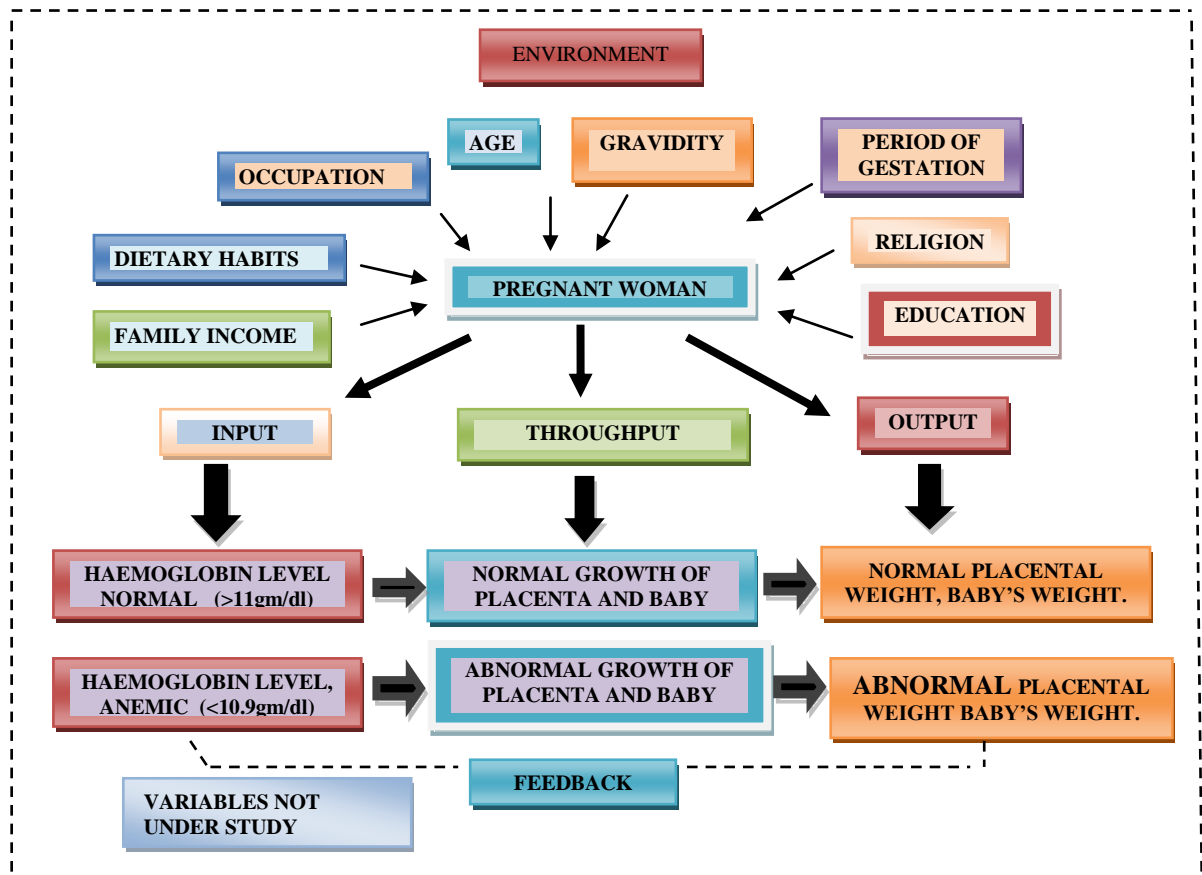 ENVIRONMENT
AGE
GRAVIDITY
PERIOD OF
GESTATION
OCCUPATION
RELIGION
DIETARY HABITS
PREGNANT WOMAN
EDUCATION
FAMILY INCOME
INPUT
THROUGHPUT
OUTPUT
HAEMOGLOBIN LEVEL
NORMAL (>11gm/dl)
NORMAL GROWTH OF
PLACENTA AND BABY
NORMAL PLACENTAL
WEIGHT, BABY’S WEIGHT.
HAEMOGLOBIN LEVEL,
ANEMIC (<10.9gm/dl)
ABNORMAL GROWTH OF
PLACENTA AND BABY
ABNORMAL PLACENTAL
WEIGHT BABY’S WEIGHT.
FEEDBACK
VARIABLES NOT
UNDER STUDY